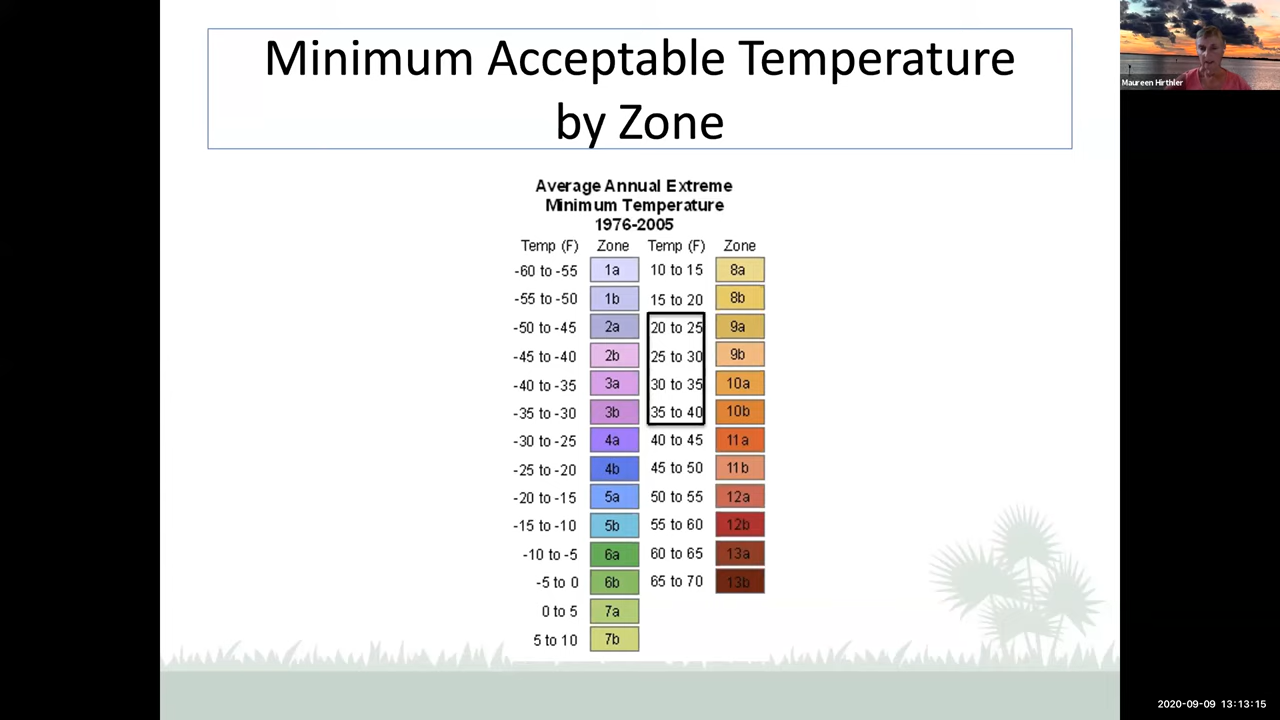 Minimum Acceptable Temperature
by Zone
Maureen Hirthler
Average Annual Extreme
Minimum Temperature
1976-2005
Temp (F) Zone Temp (F) Zone
-60 to -55 1a 10 to 15 8a
-55 to -50 1b 15 to 20 8b
-50 to -45 2a 20 to 25 9a
-45 to -40 2b 25 to 30 9b
-40 to -35 3a 30 to 35 10a
-35 to -30 3b 35 to 40 10b
-30 to -25 4a 40 to 45 11a
-25 to -20 4b 45 to 50 11b
-20 to -15 5a 50 to 55 12a
-15 to -10 5b 55 to 60 12b
-10 to -5 6a 60 to 65 13a
-5 to 0 6b 65 to 70 13b
0 to 5 7a
5 to 10 7b
2020-09-09 13:13:15